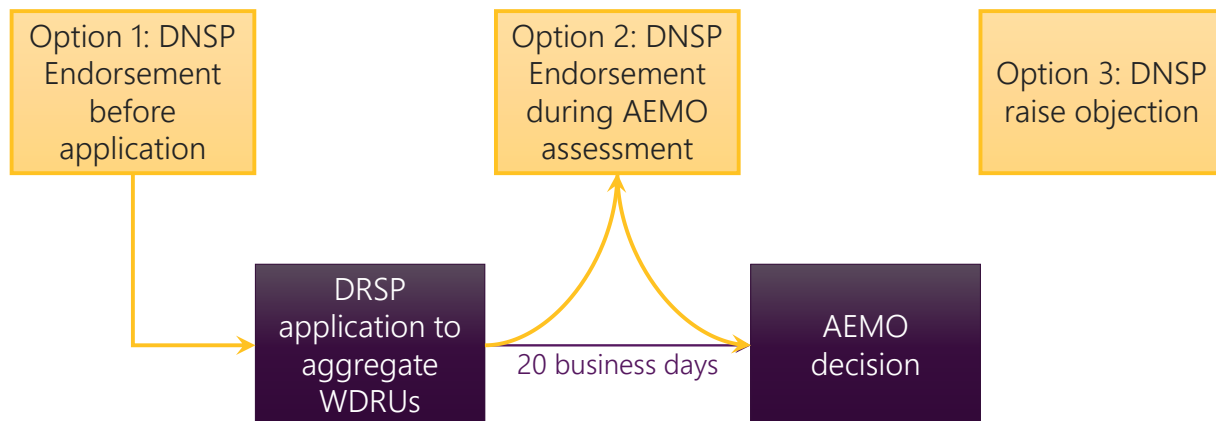 Option 1: DNSP
Endorsement
before
application
Option 2: DNSP
Endorsement
during AEMO
assessment
Option 3: DNSP
raise objection
DRSP
application to
aggregate
WDRUs
20 business days
AEMO
decision